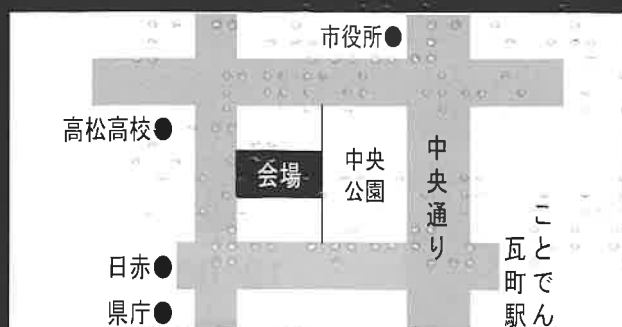 市役所
高松高校
会場
中央
公園
中央通り
ことでん
瓦町駅
日赤
県庁